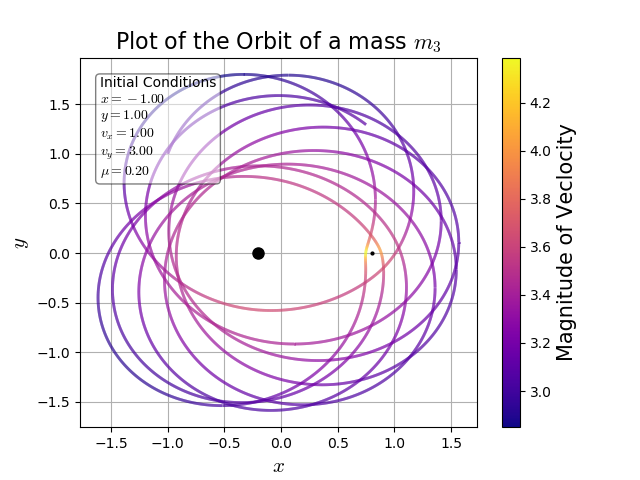 Plot of the Orbit of a mass m₃
Initial Conditions
x = −1.00
y = 1.00
vₓ = 1.00
v_y = 3.00
μ = 0.20
1.5
1.0
0.5
0.0
−0.5
−1.0
−1.5
y
−1.5 −1.0 −0.5 0.0 0.5 1.0 1.5
x
4.2
4.0
3.8
3.6
3.4
3.2
3.0
Magnitude of Veclocity